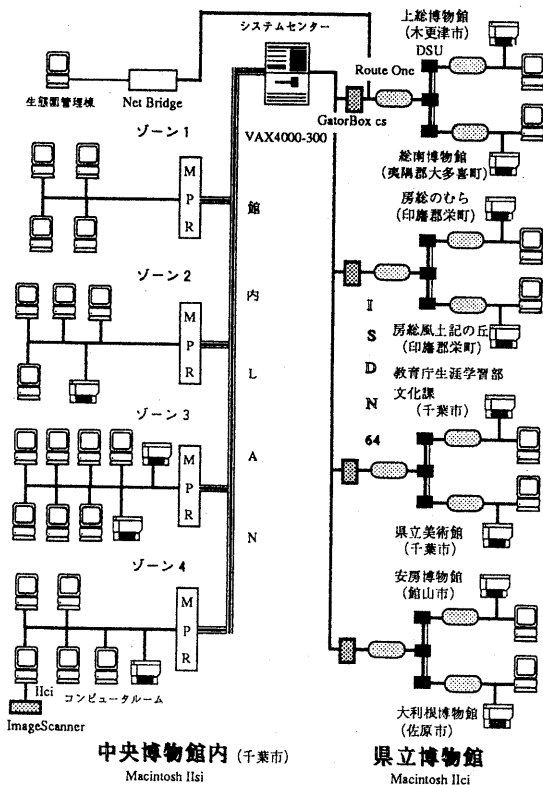 システムセンター
生態園管理棟
Net Bridge
VAX4000-300
Route One
GatorBox cs
DSU
上総博物館
(木更津市)
総南博物館
(夷隅郡大多喜町)
房総のむら
(印旛郡栄町)
房総風土記の丘
(印旛郡栄町)
教育庁生涯学習部
文化課
(千葉市)
県立美術館
(千葉市)
安房博物館
(館山市)
大利根博物館
(佐原市)
ISDN 64
館内LAN
ゾーン 1
MPR
ゾーン 2
MPR
ゾーン 3
MPR
ゾーン 4
MPR
IIci
コンピュータルーム
ImageScanner
中央博物館内 (千葉市)
Macintosh IIsi
県立博物館
Macintosh IIci